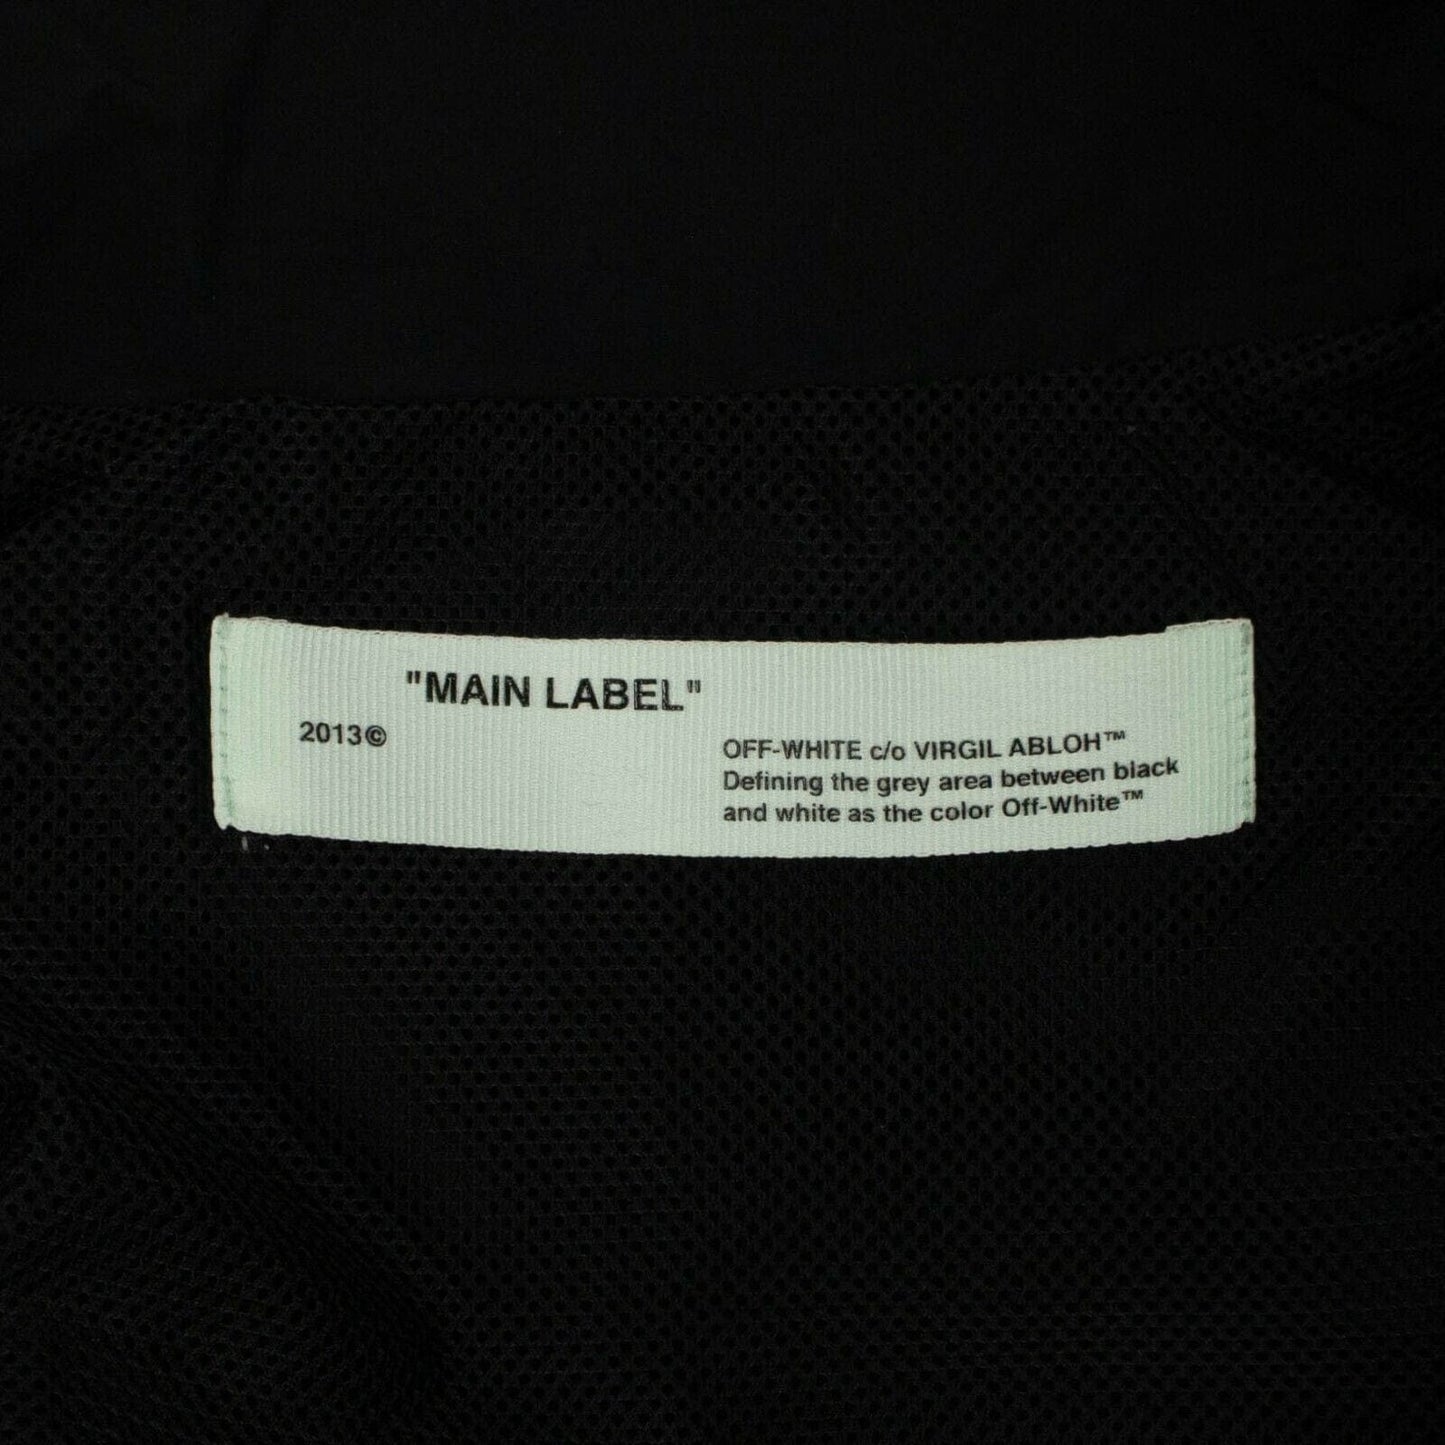 "MAIN LABEL"
2013©
OFF-WHITE c/o VIRGIL ABLOH™
Defining the grey area between black
and white as the color Off-White™